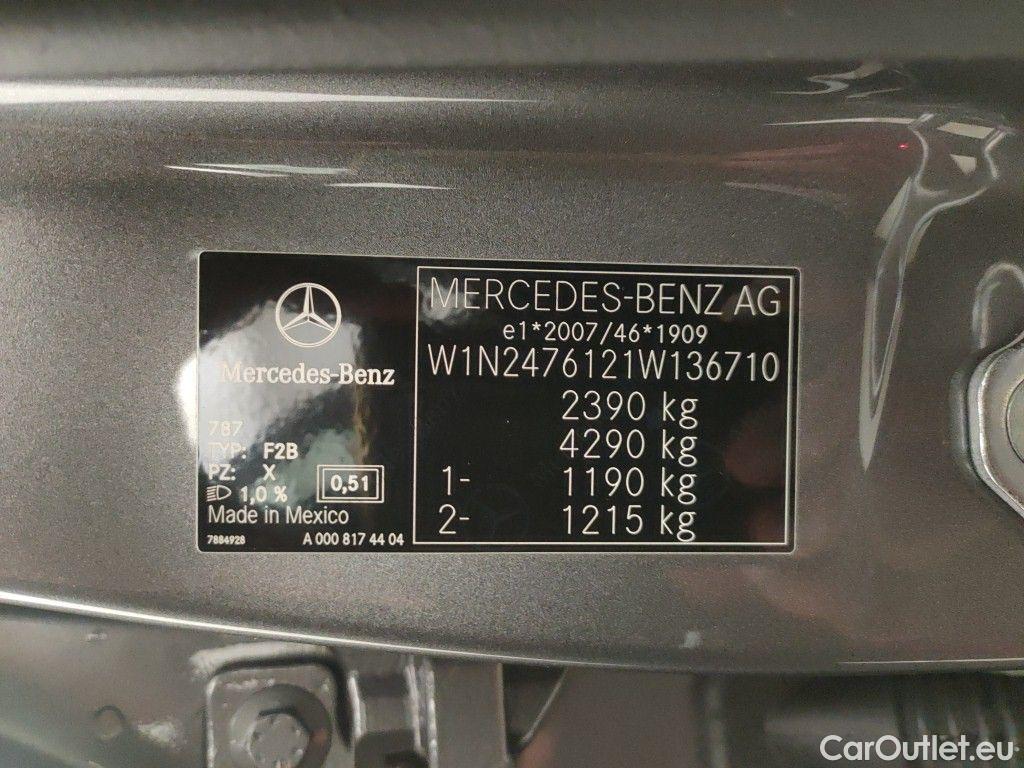 Mercedes-Benz
787
TYP: F2B
PZ: X
1,0 %
0,51
Made in Mexico
7884928 A 000 817 44 04
MERCEDES-BENZ AG
e1*2007/46*1909
W1N2476121W136710
2390 kg
4290 kg
1- 1190 kg
2- 1215 kg
CarOutlet.eu